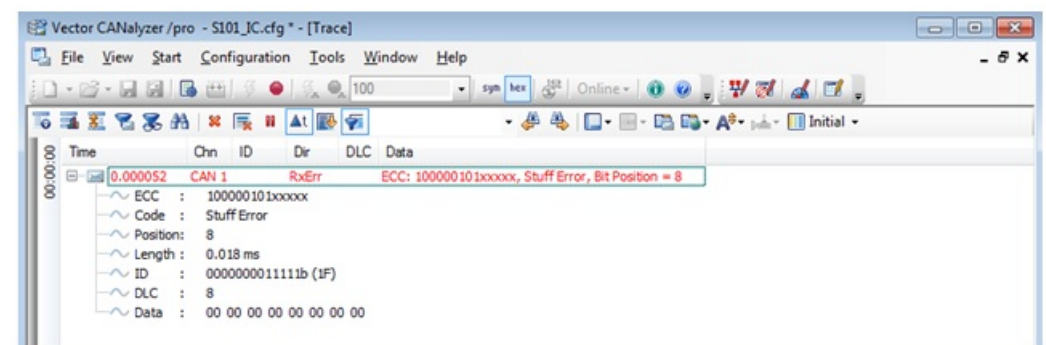 Vector CANalyzer /pro - S101_IC.cfg * - [Trace]
File View Start Configuration Tools Window Help
100 sym hex Online
Initial
Time Chn ID Dir DLC Data
0.000052 CAN 1 RxErr ECC: 100000101xxxxx, Stuff Error, Bit Position = 8
ECC : 100000101xxxxx
Code : Stuff Error
Position: 8
Length : 0.018 ms
ID : 0000000011111b (1F)
DLC : 8
Data : 00 00 00 00 00 00 00 00
00:00:00